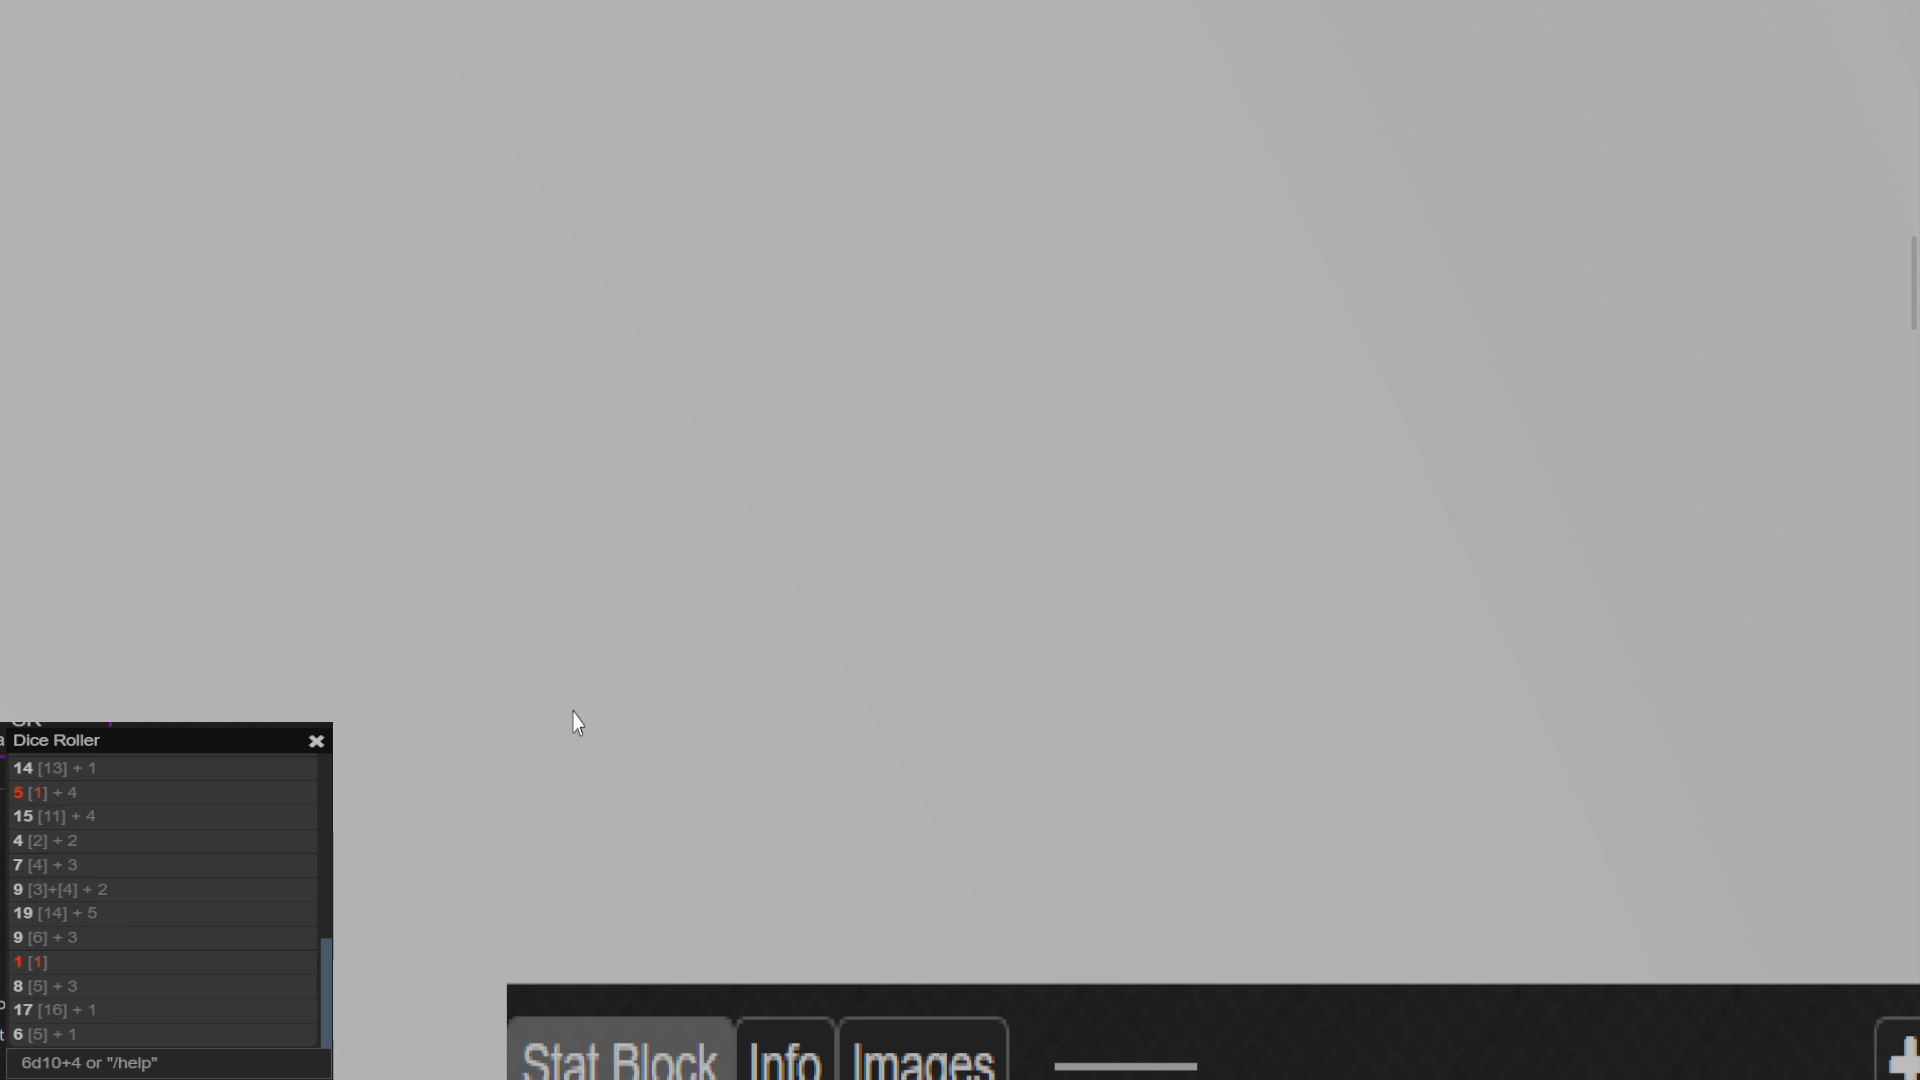 Dice Roller
14 [13] + 1
5 [1] + 4
15 [11] + 4
4 [2] + 2
7 [4] + 3
9 [3]+[4] + 2
19 [14] + 5
9 [6] + 3
1 [1]
8 [5] + 3
17 [16] + 1
6 [5] + 1
6d10+4 or "/help"
Stat Block
Info
Images